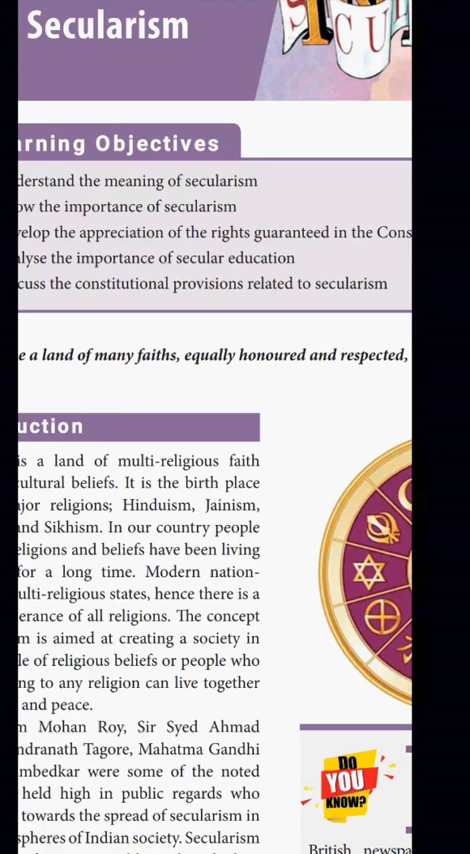 Secularism
CU
rning Objectives
derstand the meaning of secularism
ow the importance of secularism
velop the appreciation of the rights guaranteed in the Cons
alyse the importance of secular education
cuss the constitutional provisions related to secularism
e a land of many faiths, equally honoured and respected,
uction
is a land of multi-religious faith
cultural beliefs. It is the birth place
jor religions; Hinduism, Jainism,
nd Sikhism. In our country people
eligions and beliefs have been living
for a long time. Modern nation-
ulti-religious states, hence there is a
erance of all religions. The concept
m is aimed at creating a society in
le of religious beliefs or people who
ng to any religion can live together
and peace.
m Mohan Roy, Sir Syed Ahmad
ndranath Tagore, Mahatma Gandhi
mbedkar were some of the noted
held high in public regards who
towards the spread of secularism in
spheres of Indian society. Secularism
DO
YOU
KNOW?
British newspa